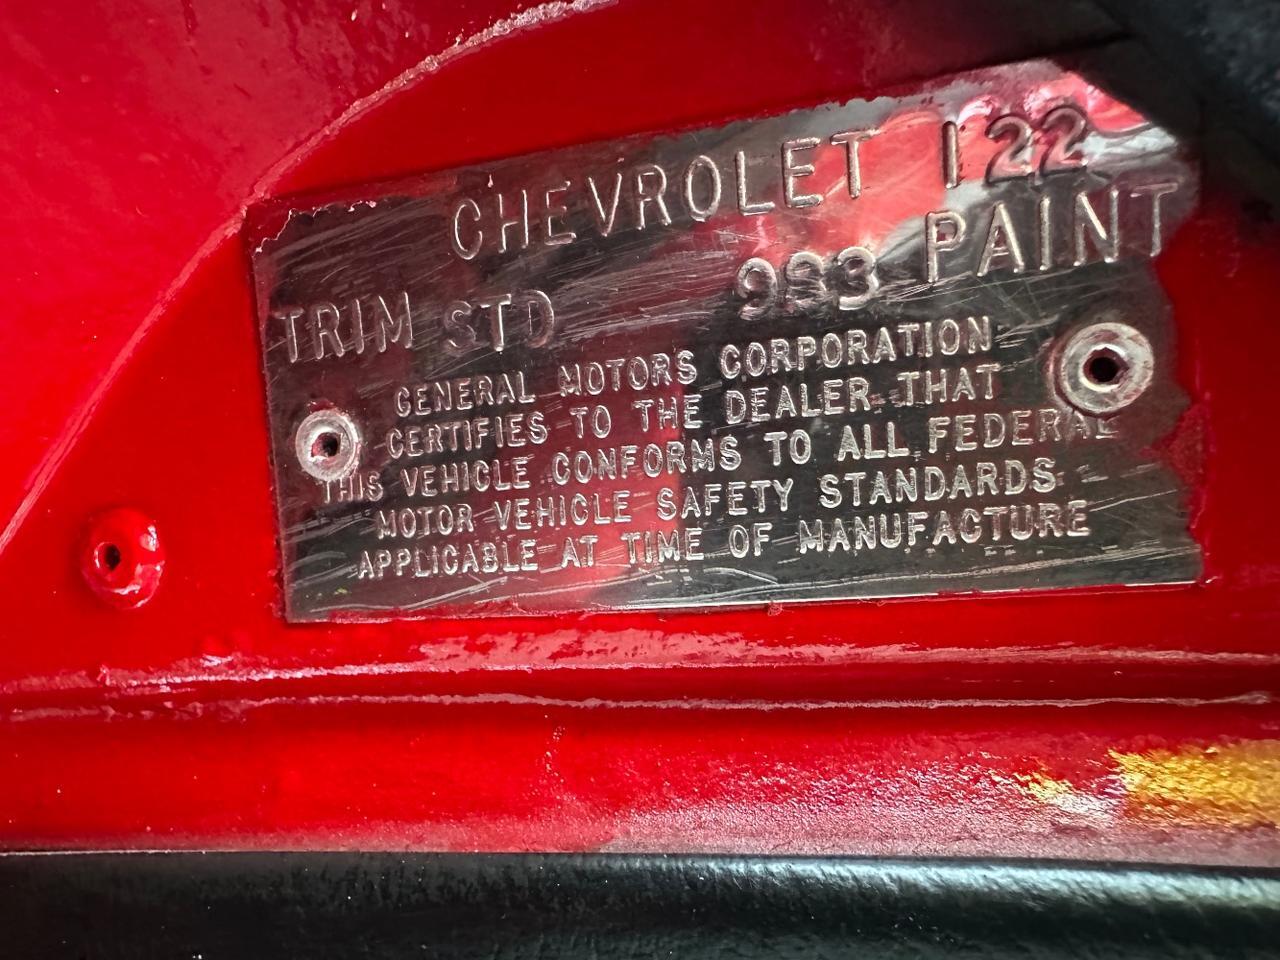 CHEVROLET 122
TRIM STD 983 PAINT
GENERAL MOTORS CORPORATION
CERTIFIES TO THE DEALER THAT
THIS VEHICLE CONFORMS TO ALL FEDERAL
MOTOR VEHICLE SAFETY STANDARDS
APPLICABLE AT TIME OF MANUFACTURE